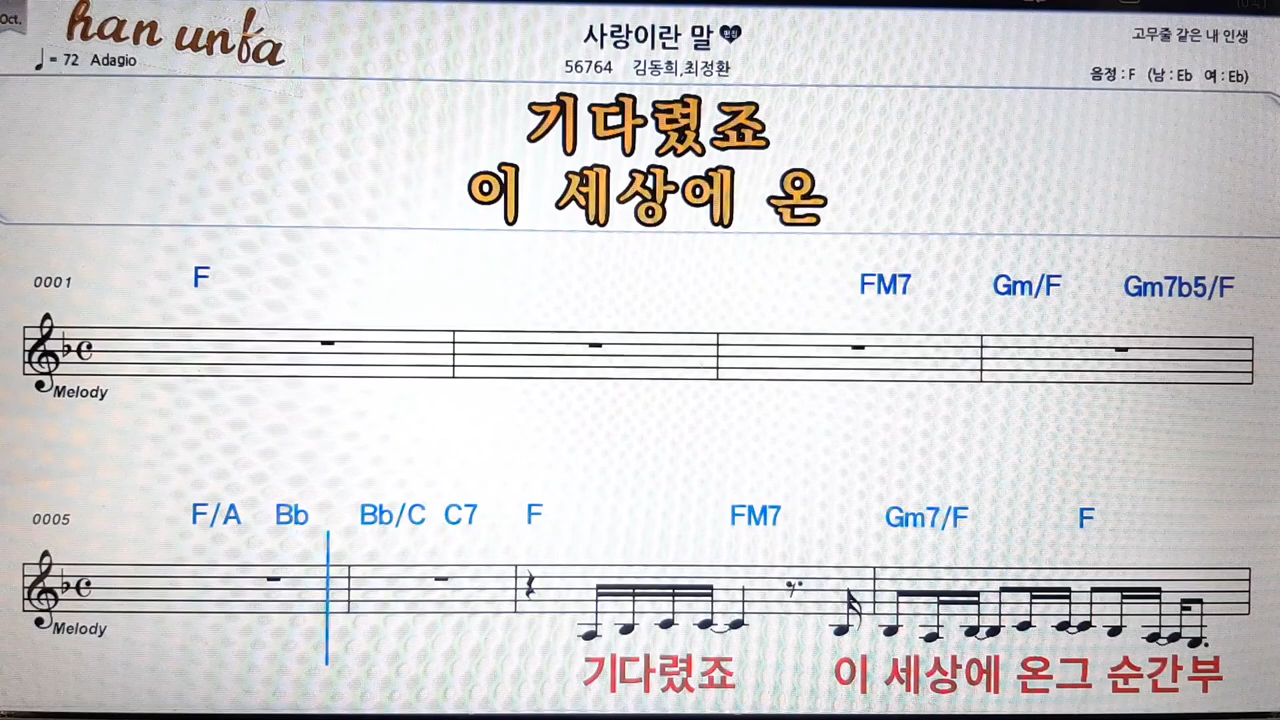 Oct.
han unfa
♩ = 72 Adagio
사랑이란 말
편집
56764 김동희,최정환
고무줄 같은 내 인생
음정 : F (남 : Eb 여 : Eb)
기다렸죠
이 세상에 온
0001 F FM7 Gm/F Gm7b5/F
Melody
0005 F/A Bb Bb/C C7 F FM7 Gm7/F F
Melody
기다렸죠 이 세상에 온그 순간부